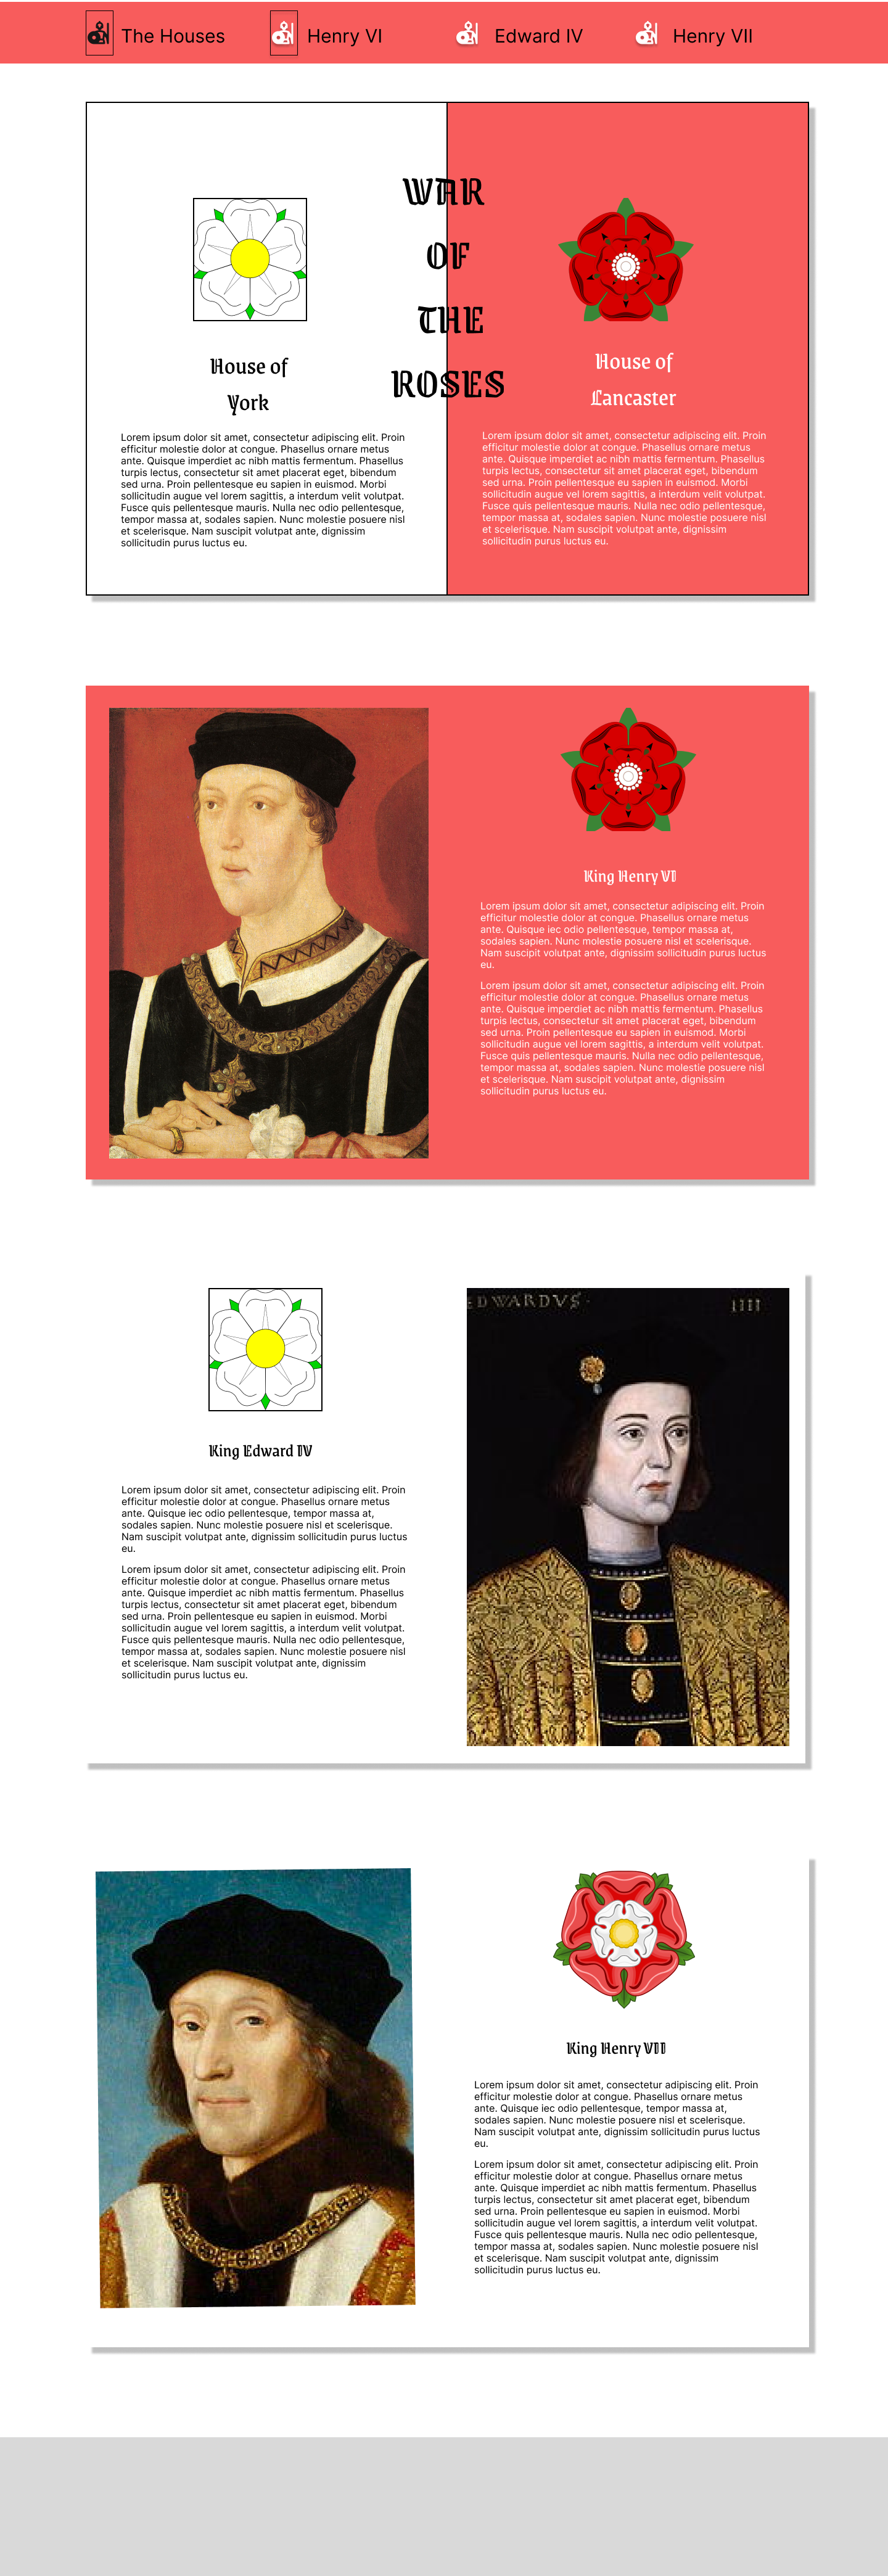 The Houses
Henry VI
Edward IV
Henry VII
WAR
OF
THE
ROSES
House of
York
Lorem ipsum dolor sit amet, consectetur adipiscing elit. Proin
efficitur molestie dolor at congue. Phasellus ornare metus
ante. Quisque imperdiet ac nibh mattis fermentum. Phasellus
turpis lectus, consectetur sit amet placerat eget, bibendum
sed urna. Proin pellentesque eu sapien in euismod. Morbi
sollicitudin augue vel lorem sagittis, a interdum velit volutpat.
Fusce quis pellentesque mauris. Nulla nec odio pellentesque,
tempor massa at, sodales sapien. Nunc molestie posuere nisl
et scelerisque. Nam suscipit volutpat ante, dignissim
sollicitudin purus luctus eu.
House of
Lancaster
Lorem ipsum dolor sit amet, consectetur adipiscing elit. Proin
efficitur molestie dolor at congue. Phasellus ornare metus
ante. Quisque imperdiet ac nibh mattis fermentum. Phasellus
turpis lectus, consectetur sit amet placerat eget, bibendum
sed urna. Proin pellentesque eu sapien in euismod. Morbi
sollicitudin augue vel lorem sagittis, a interdum velit volutpat.
Fusce quis pellentesque mauris. Nulla nec odio pellentesque,
tempor massa at, sodales sapien. Nunc molestie posuere nisl
et scelerisque. Nam suscipit volutpat ante, dignissim
sollicitudin purus luctus eu.
King Henry VI
Lorem ipsum dolor sit amet, consectetur adipiscing elit. Proin
efficitur molestie dolor at congue. Phasellus ornare metus
ante. Quisque iec odio pellentesque, tempor massa at,
sodales sapien. Nunc molestie posuere nisl et scelerisque.
Nam suscipit volutpat ante, dignissim sollicitudin purus luctus
eu.
Lorem ipsum dolor sit amet, consectetur adipiscing elit. Proin
efficitur molestie dolor at congue. Phasellus ornare metus
ante. Quisque imperdiet ac nibh mattis fermentum. Phasellus
turpis lectus, consectetur sit amet placerat eget, bibendum
sed urna. Proin pellentesque eu sapien in euismod. Morbi
sollicitudin augue vel lorem sagittis, a interdum velit volutpat.
Fusce quis pellentesque mauris. Nulla nec odio pellentesque,
tempor massa at, sodales sapien. Nunc molestie posuere nisl
et scelerisque. Nam suscipit volutpat ante, dignissim
sollicitudin purus luctus eu.
King Edward IV
Lorem ipsum dolor sit amet, consectetur adipiscing elit. Proin
efficitur molestie dolor at congue. Phasellus ornare metus
ante. Quisque iec odio pellentesque, tempor massa at,
sodales sapien. Nunc molestie posuere nisl et scelerisque.
Nam suscipit volutpat ante, dignissim sollicitudin purus luctus
eu.
Lorem ipsum dolor sit amet, consectetur adipiscing elit. Proin
efficitur molestie dolor at congue. Phasellus ornare metus
ante. Quisque imperdiet ac nibh mattis fermentum. Phasellus
turpis lectus, consectetur sit amet placerat eget, bibendum
sed urna. Proin pellentesque eu sapien in euismod. Morbi
sollicitudin augue vel lorem sagittis, a interdum velit volutpat.
Fusce quis pellentesque mauris. Nulla nec odio pellentesque,
tempor massa at, sodales sapien. Nunc molestie posuere nisl
et scelerisque. Nam suscipit volutpat ante, dignissim
sollicitudin purus luctus eu.
EDWARDVS · IIII
King Henry VII
Lorem ipsum dolor sit amet, consectetur adipiscing elit. Proin
efficitur molestie dolor at congue. Phasellus ornare metus
ante. Quisque iec odio pellentesque, tempor massa at,
sodales sapien. Nunc molestie posuere nisl et scelerisque.
Nam suscipit volutpat ante, dignissim sollicitudin purus luctus
eu.
Lorem ipsum dolor sit amet, consectetur adipiscing elit. Proin
efficitur molestie dolor at congue. Phasellus ornare metus
ante. Quisque imperdiet ac nibh mattis fermentum. Phasellus
turpis lectus, consectetur sit amet placerat eget, bibendum
sed urna. Proin pellentesque eu sapien in euismod. Morbi
sollicitudin augue vel lorem sagittis, a interdum velit volutpat.
Fusce quis pellentesque mauris. Nulla nec odio pellentesque,
tempor massa at, sodales sapien. Nunc molestie posuere nisl
et scelerisque. Nam suscipit volutpat ante, dignissim
sollicitudin purus luctus eu.